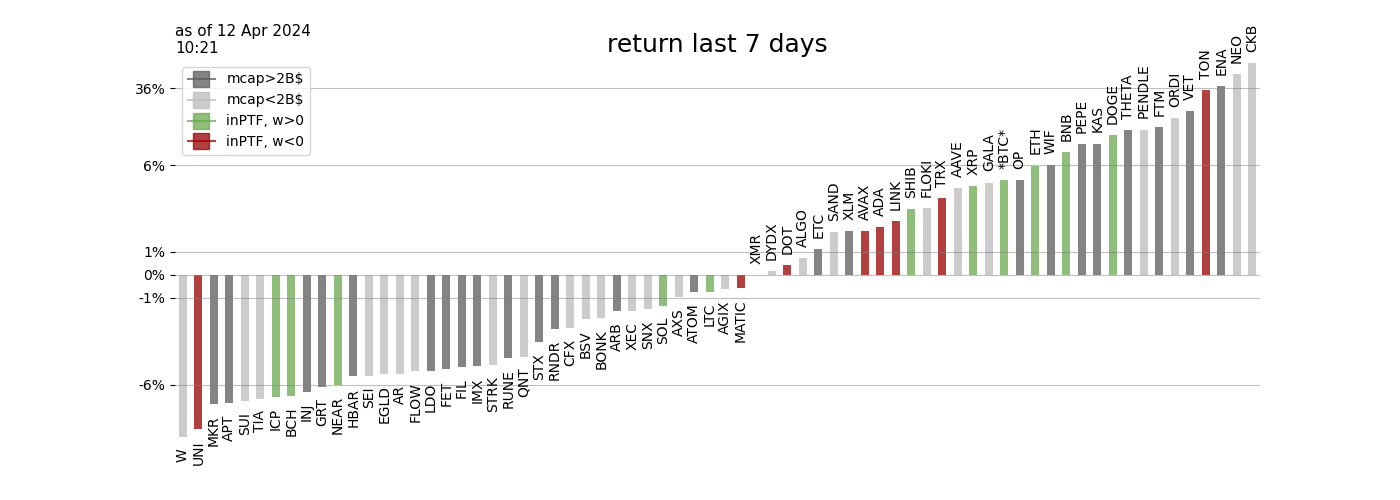 as of 12 Apr 2024
10:21
return last 7 days
mcap>2B$
mcap<2B$
inPTF, w>0
inPTF, w<0
36%
6%
1%
0%
-1%
-6%
W
UNI
MKR
APT
SUI
TIA
ICP
BCH
INJ
GRT
NEAR
HBAR
SEI
EGLD
AR
FLOW
LDO
FET
FIL
IMX
STRK
RUNE
QNT
STX
RNDR
CFX
BSV
BONK
ARB
XEC
SNX
SOL
AXS
ATOM
LTC
AGIX
MATIC
XMR
DYDX
DOT
ALGO
ETC
SAND
XLM
AVAX
ADA
LINK
SHIB
FLOKI
TRX
AAVE
XRP
GALA
*BTC*
OP
ETH
WIF
BNB
PEPE
KAS
DOGE
THETA
PENDLE
FTM
ORDI
VET
TON
ENA
NEO
CKB